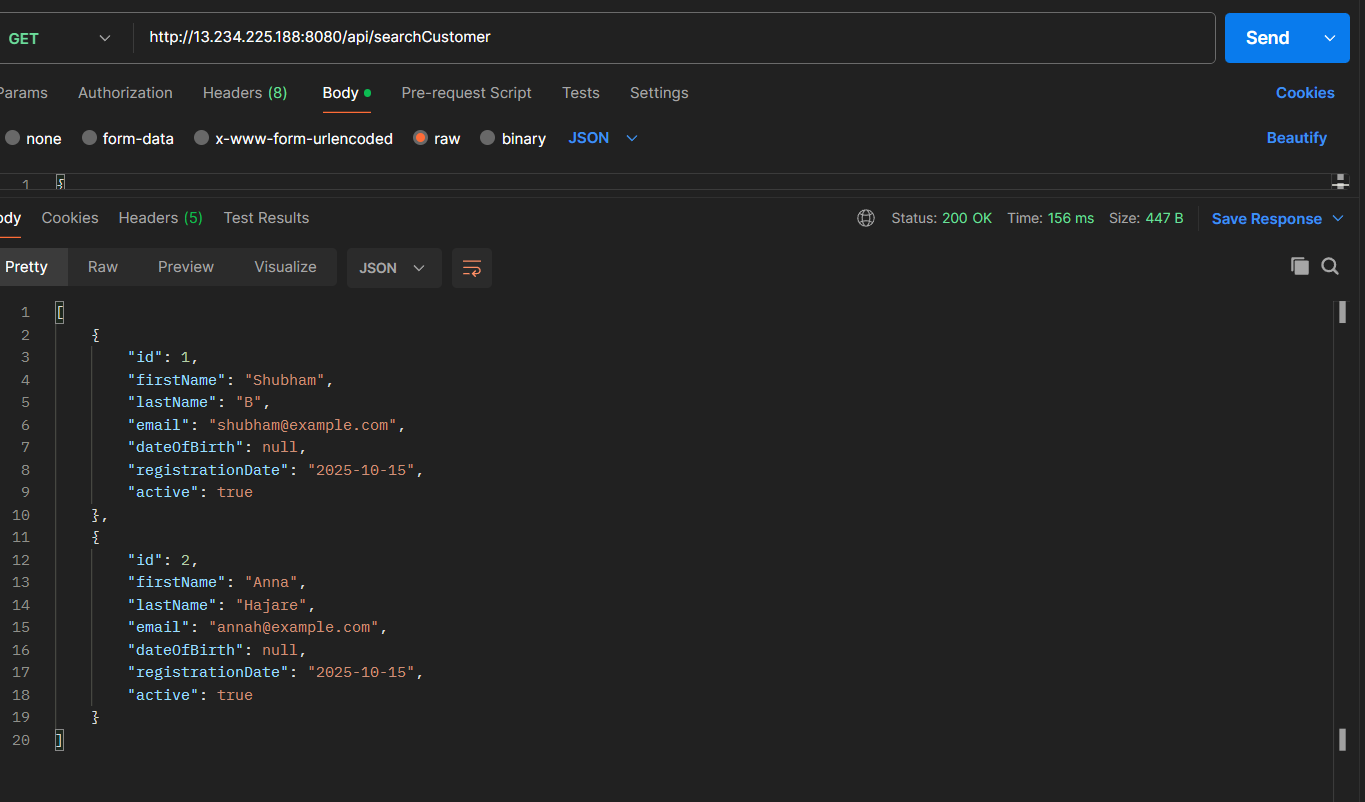 GET http://13.234.225.188:8080/api/searchCustomer Send
Params Authorization Headers (8) Body Pre-request Script Tests Settings Cookies
none form-data x-www-form-urlencoded raw binary JSON Beautify
1 {
ody Cookies Headers (5) Test Results Status: 200 OK Time: 156 ms Size: 447 B Save Response
Pretty Raw Preview Visualize JSON
1 [
2 {
3 "id": 1,
4 "firstName": "Shubham",
5 "lastName": "B",
6 "email": "shubham@example.com",
7 "dateOfBirth": null,
8 "registrationDate": "2025-10-15",
9 "active": true
10 },
11 {
12 "id": 2,
13 "firstName": "Anna",
14 "lastName": "Hajare",
15 "email": "annah@example.com",
16 "dateOfBirth": null,
17 "registrationDate": "2025-10-15",
18 "active": true
19 }
20 ]